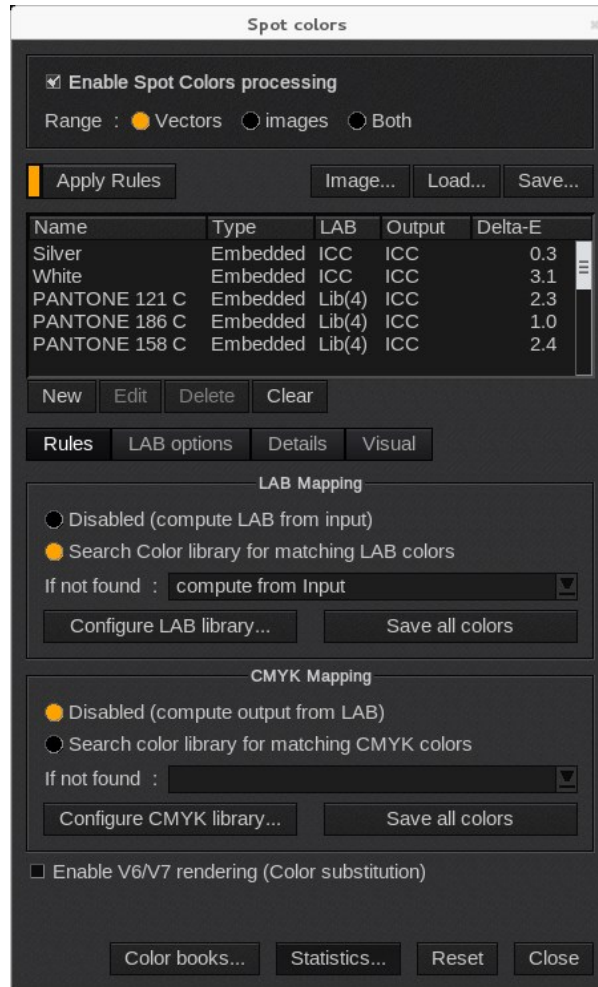 Spot colors
Enable Spot Colors processing
Range : Vectors images Both
Apply Rules Image... Load... Save...
Name Type LAB Output Delta-E
Silver Embedded ICC ICC 0.3
White Embedded ICC ICC 3.1
PANTONE 121 C Embedded Lib(4) ICC 2.3
PANTONE 186 C Embedded Lib(4) ICC 1.0
PANTONE 158 C Embedded Lib(4) ICC 2.4
New Edit Delete Clear
Rules LAB options Details Visual
LAB Mapping
Disabled (compute LAB from input)
Search Color library for matching LAB colors
If not found : compute from Input
Configure LAB library... Save all colors
CMYK Mapping
Disabled (compute output from LAB)
Search color library for matching CMYK colors
If not found :
Configure CMYK library... Save all colors
Enable V6/V7 rendering (Color substitution)
Color books... Statistics... Reset Close